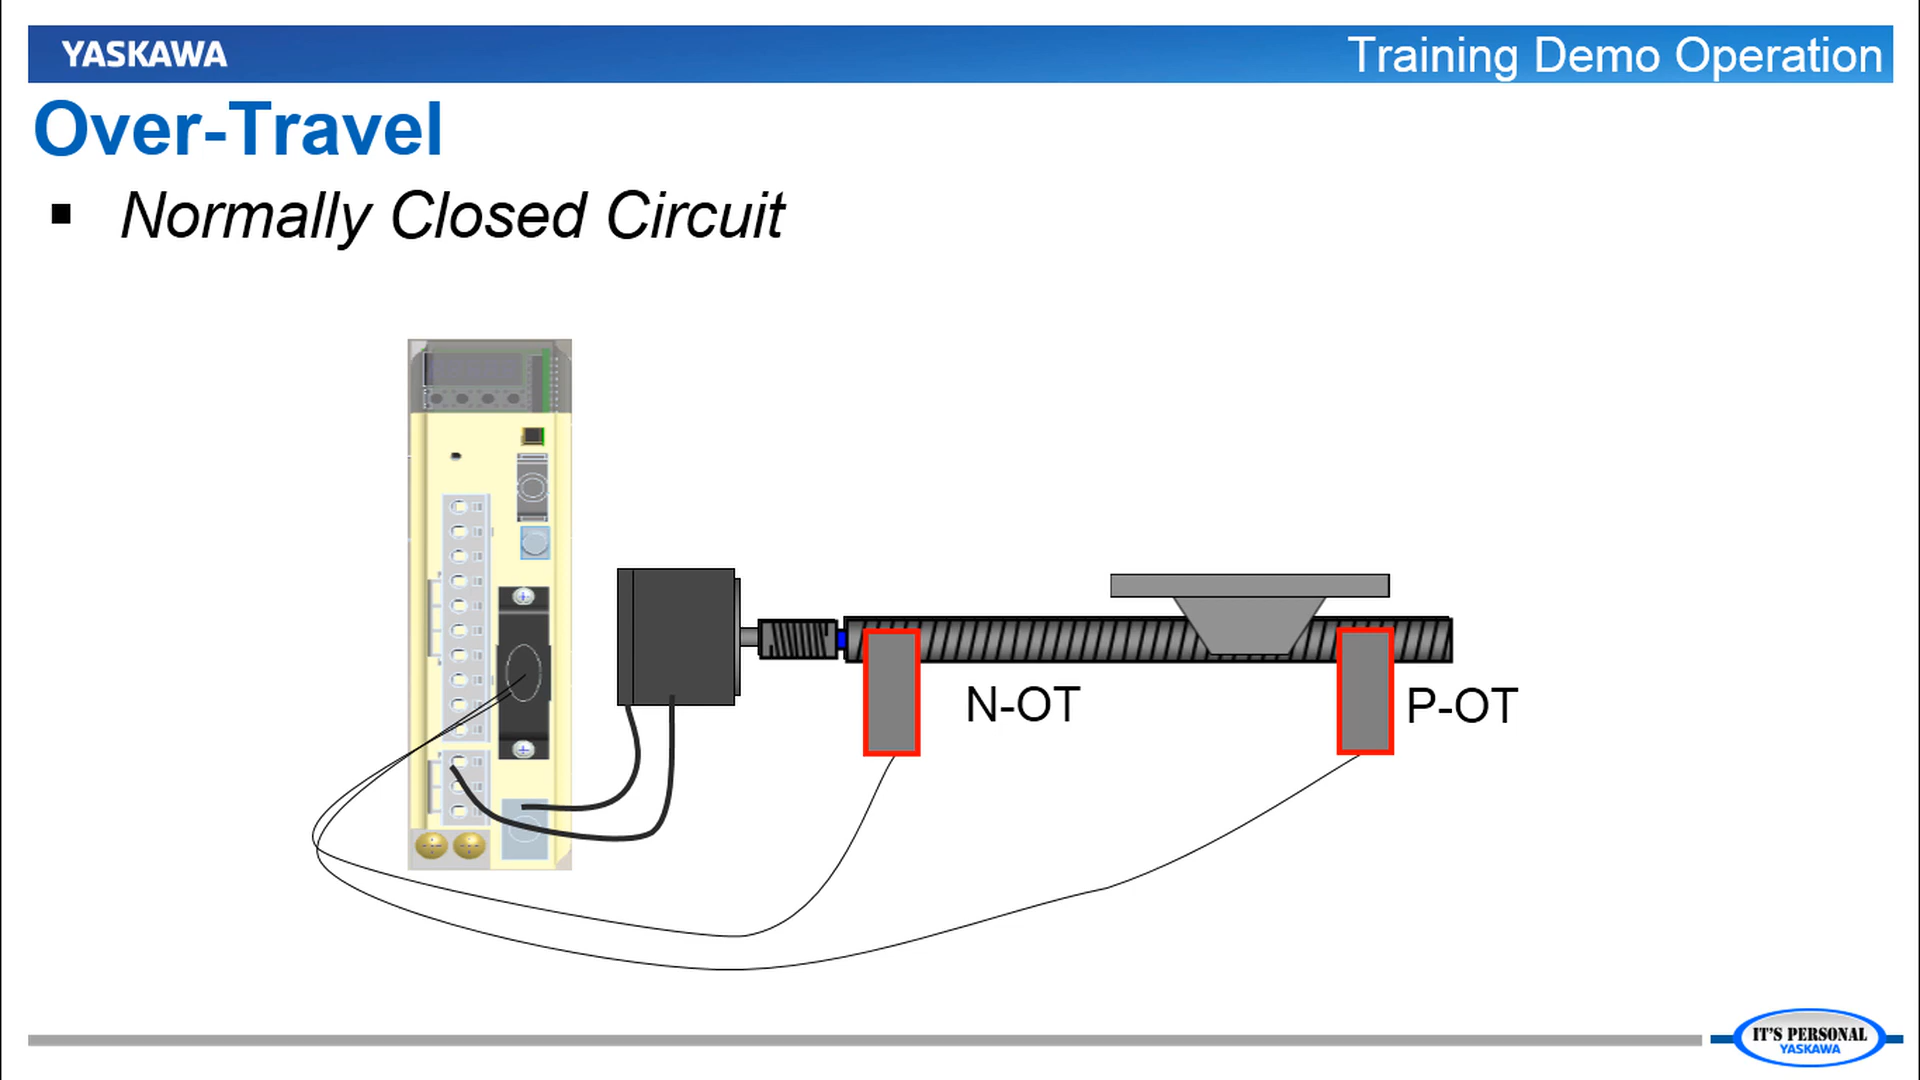 YASKAWA
Training Demo Operation
Over-Travel
▪ Normally Closed Circuit
N-OT
P-OT
IT'S PERSONAL
YASKAWA